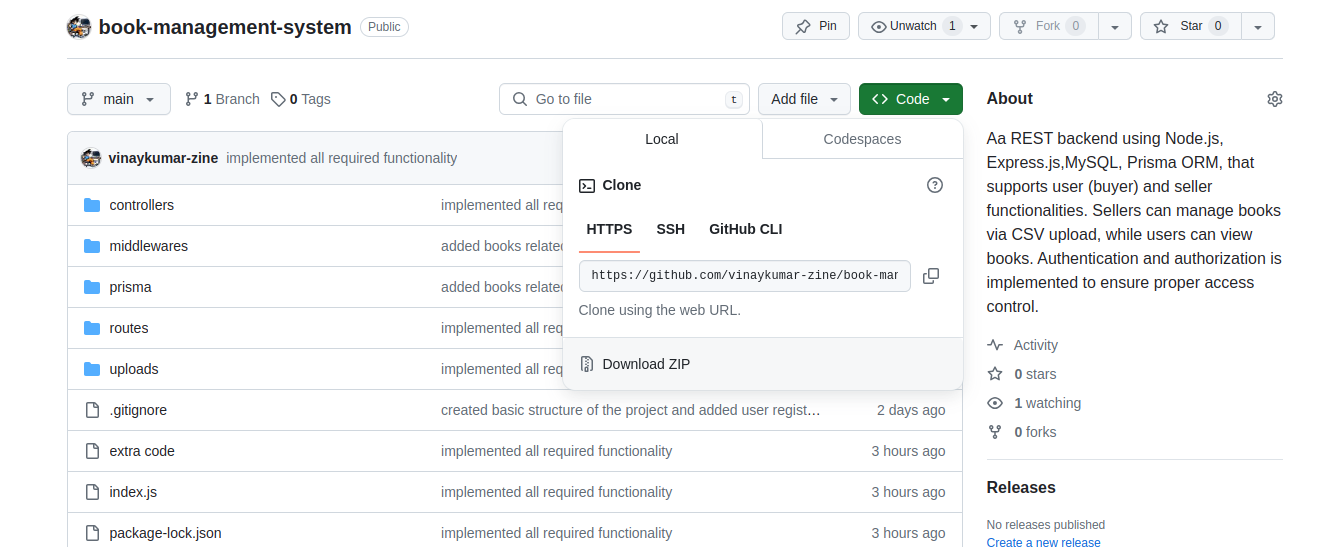 book-management-system Public Pin Unwatch 1 Fork 0 Star 0
main 1 Branch 0 Tags Go to file t Add file Code
Local Codespaces
Clone
HTTPS SSH GitHub CLI
https://github.com/vinaykumar-zine/book-mar
Clone using the web URL.
Download ZIP
vinaykumar-zine implemented all required functionality
controllers implemented all req
middlewares added books relate
prisma added books relate
routes implemented all req
uploads implemented all req
.gitignore created basic structure of the project and added user regist… 2 days ago
extra code implemented all required functionality 3 hours ago
index.js implemented all required functionality 3 hours ago
package-lock.json implemented all required functionality 3 hours ago
About
Aa REST backend using Node.js,
Express.js,MySQL, Prisma ORM, that
supports user (buyer) and seller
functionalities. Sellers can manage books
via CSV upload, while users can view
books. Authentication and authorization is
implemented to ensure proper access
control.
Activity
0 stars
1 watching
0 forks
Releases
No releases published
Create a new release